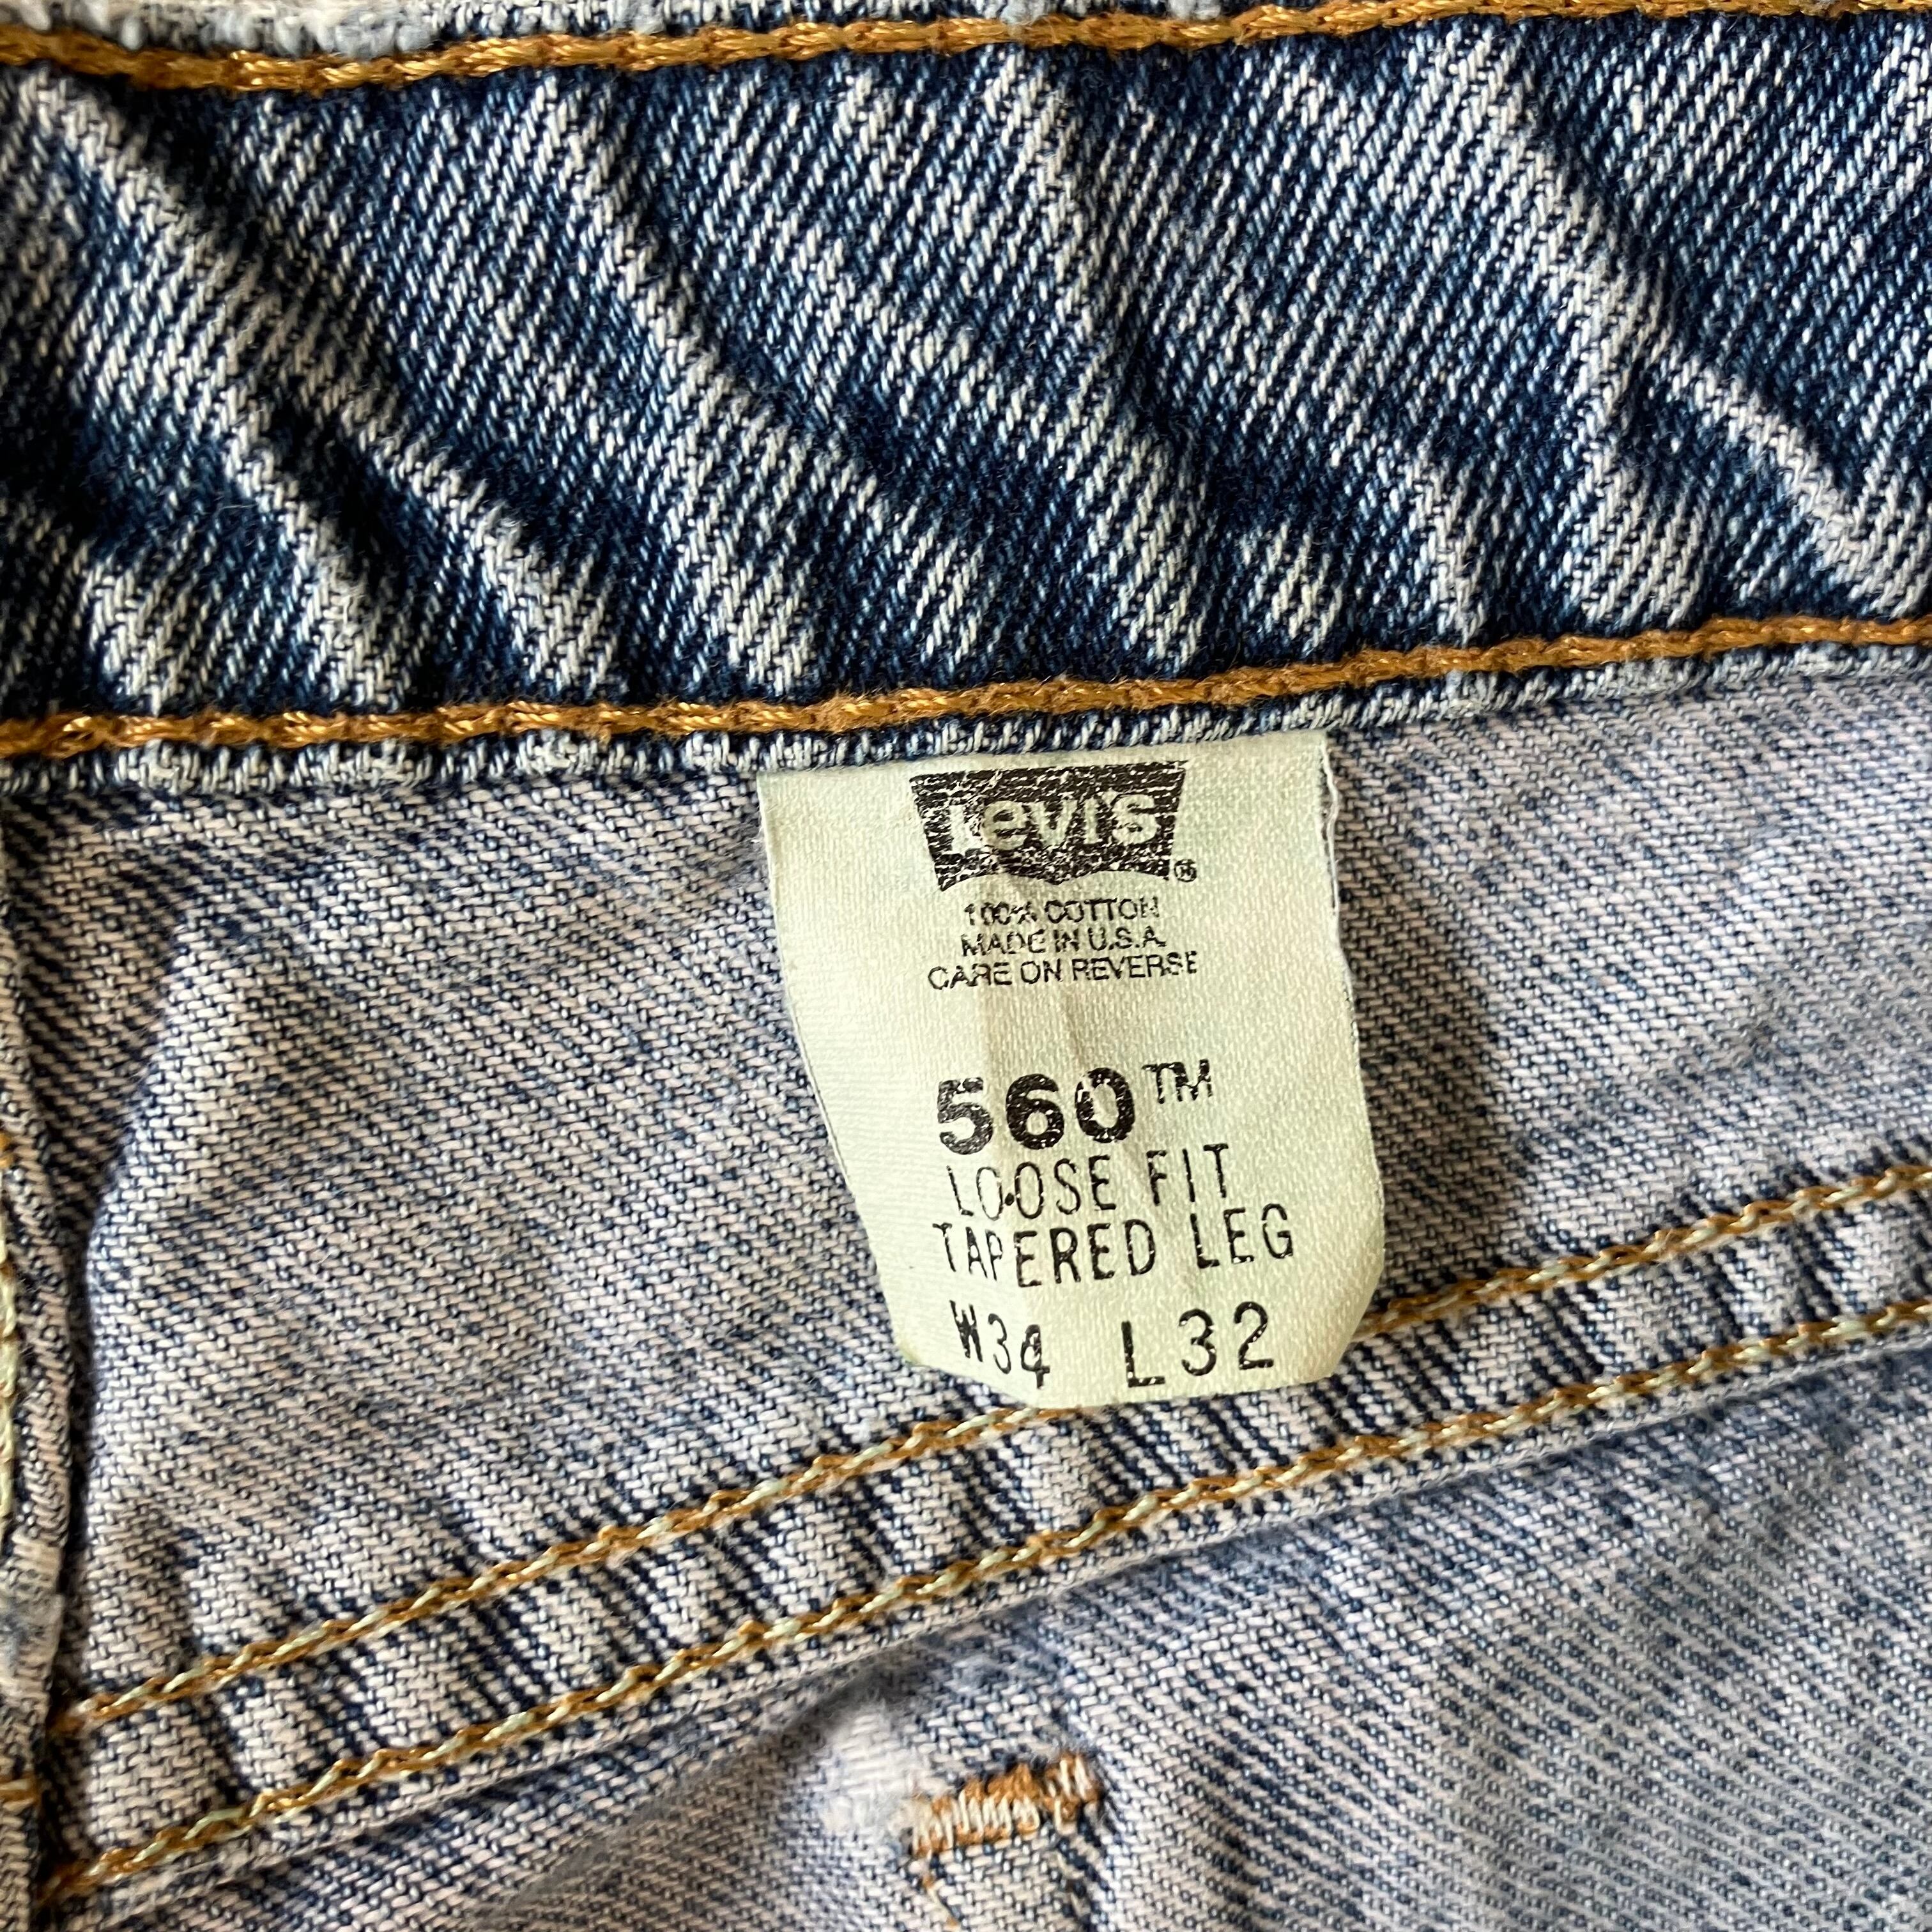 Levi's®
100% COTTON
MADE IN U.S.A.
CARE ON REVERSE
560™
LOOSE FIT
TAPERED LEG
W34 L32